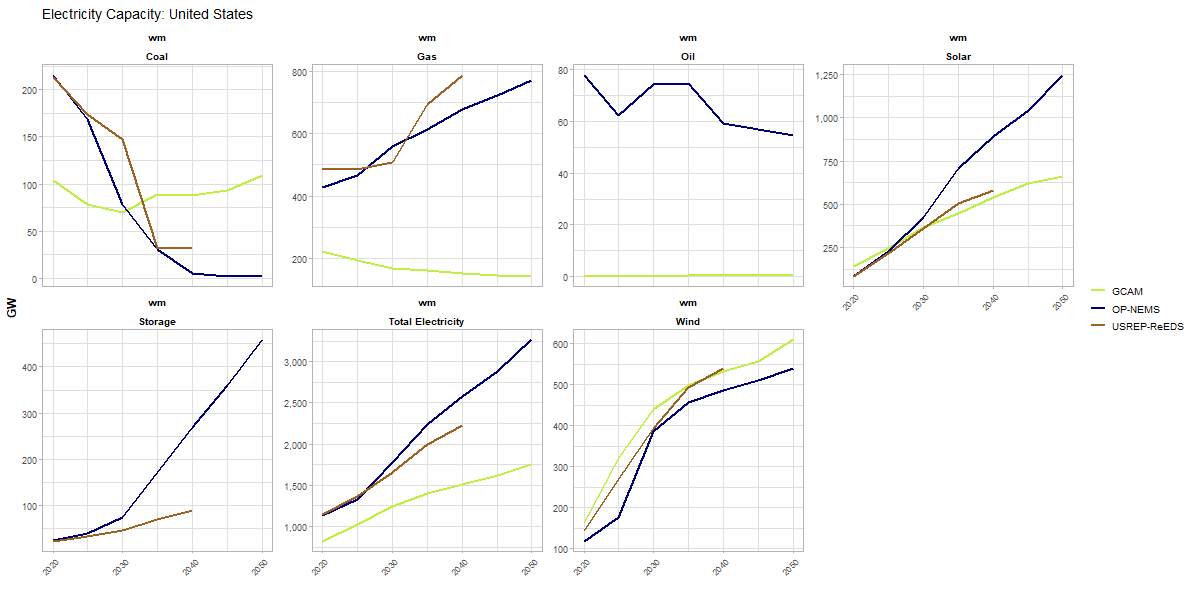 Electricity Capacity: United States
wm
wm
wm
wm
Coal
Gas
Oil
Solar
200
150
100
50
0
800
600
400
200
80
60
40
20
0
1,250
1,000
750
500
250
2020
2030
2040
2050
GW
wm
wm
wm
Storage
Total Electricity
Wind
400
300
200
100
3,000
2,500
2,000
1,500
1,000
600
500
400
300
200
100
2020
2030
2040
2050
2020
2030
2040
2050
2020
2030
2040
2050
GCAM
OP-NEMS
USREP-ReEDS